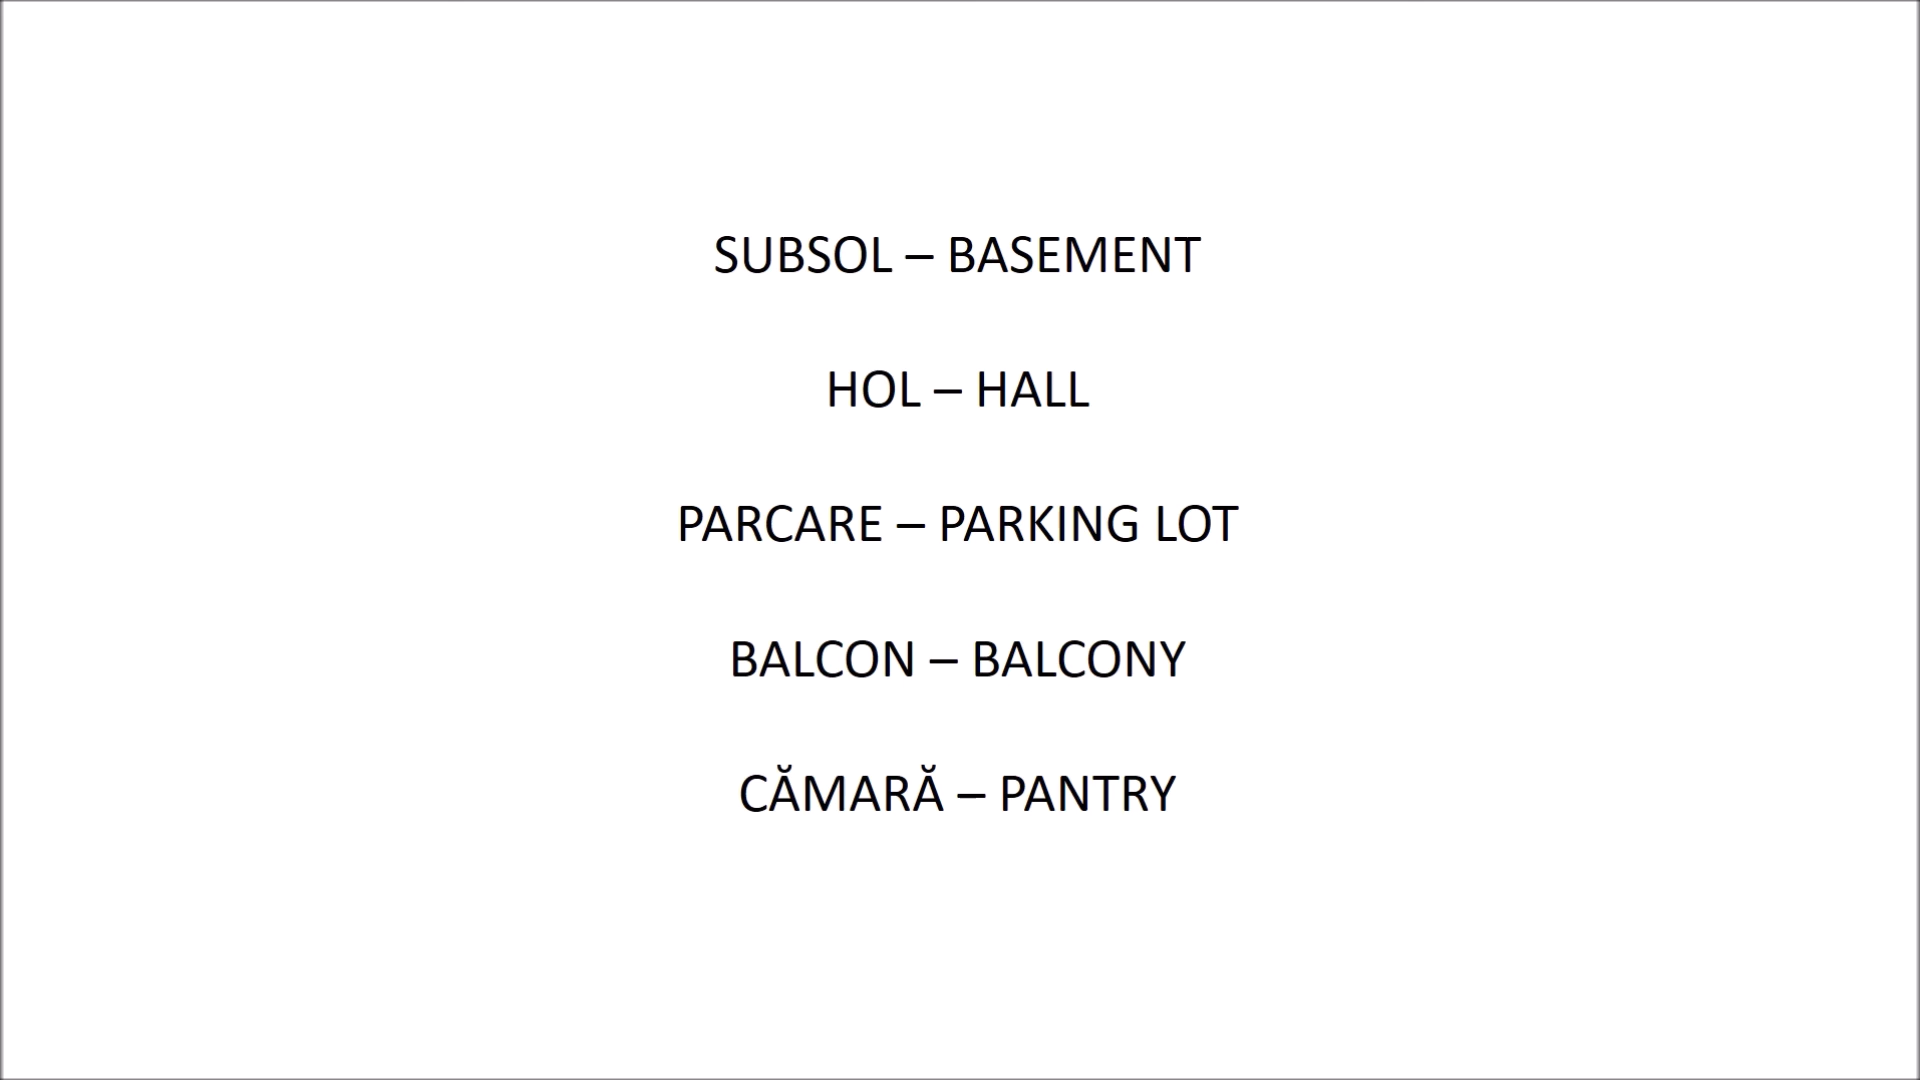 SUBSOL – BASEMENT
HOL – HALL
PARCARE – PARKING LOT
BALCON – BALCONY
CĂMARĂ – PANTRY